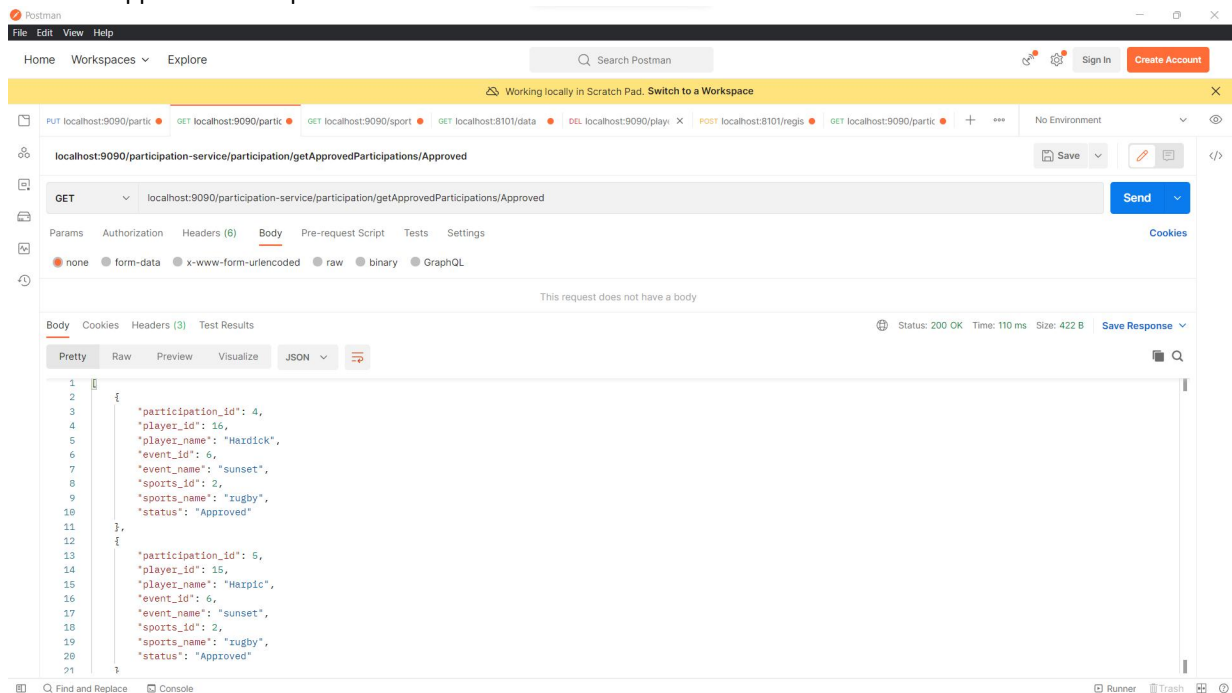 Postman
File Edit View Help
Home Workspaces Explore Search Postman Sign In Create Account
Working locally in Scratch Pad. Switch to a Workspace
PUT localhost:9090/partic GET localhost:9090/partic GET localhost:9090/sport GET localhost:8101/data DEL localhost:9090/play POST localhost:8101/regis GET localhost:9090/partic No Environment
localhost:9090/participation-service/participation/getApprovedParticipations/Approved Save
GET localhost:9090/participation-service/participation/getApprovedParticipations/Approved Send
Params Authorization Headers (6) Body Pre-request Script Tests Settings Cookies
none form-data x-www-form-urlencoded raw binary GraphQL
This request does not have a body
Body Cookies Headers (3) Test Results Status: 200 OK Time: 110 ms Size: 422 B Save Response
Pretty Raw Preview Visualize JSON
1 [
2 {
3 "participation_id": 4,
4 "player_id": 16,
5 "player_name": "Hardick",
6 "event_id": 6,
7 "event_name": "sunset",
8 "sports_id": 2,
9 "sports_name": "rugby",
10 "status": "Approved"
11 },
12 {
13 "participation_id": 5,
14 "player_id": 15,
15 "player_name": "Harpic",
16 "event_id": 6,
17 "event_name": "sunset",
18 "sports_id": 2,
19 "sports_name": "rugby",
20 "status": "Approved"
21 }
Find and Replace Console Runner Trash